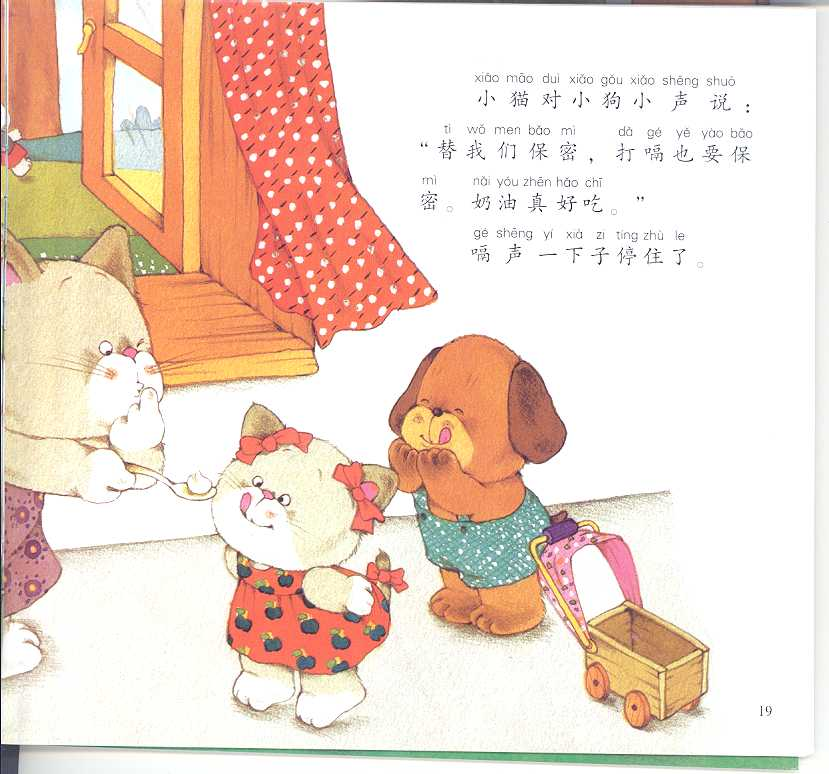 xiǎo māo duì xiǎo gǒu xiǎo shēng shuō
小猫对小狗小声说：
tì wǒ men bǎo mì dǎ gé yě yào bǎo
“替我们保密，打嗝也要保
mì nǎi yóu zhēn hǎo chī
密。奶油真好吃。”
gé shēng yí xià zi tíng zhù le
嗝声一下子停住了。
19